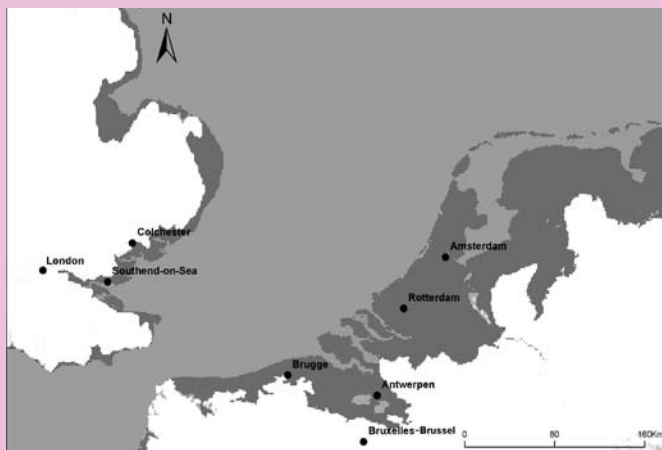 N
Colchester
London
Southend-on-Sea
Amsterdam
Rotterdam
Brugge
Antwerpen
Bruxelles-Brussel
0 80 160Km